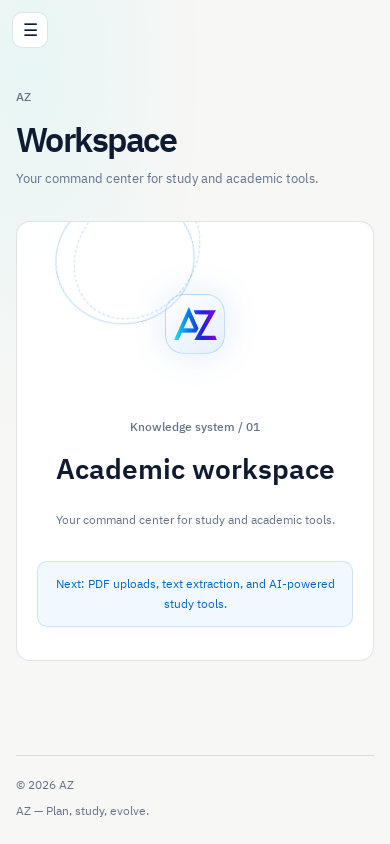 ☰
AZ
Workspace
Your command center for study and academic tools.
AZ
Knowledge system / 01
Academic workspace
Your command center for study and academic tools.
Next: PDF uploads, text extraction, and AI-powered
study tools.
© 2026 AZ
AZ — Plan, study, evolve.